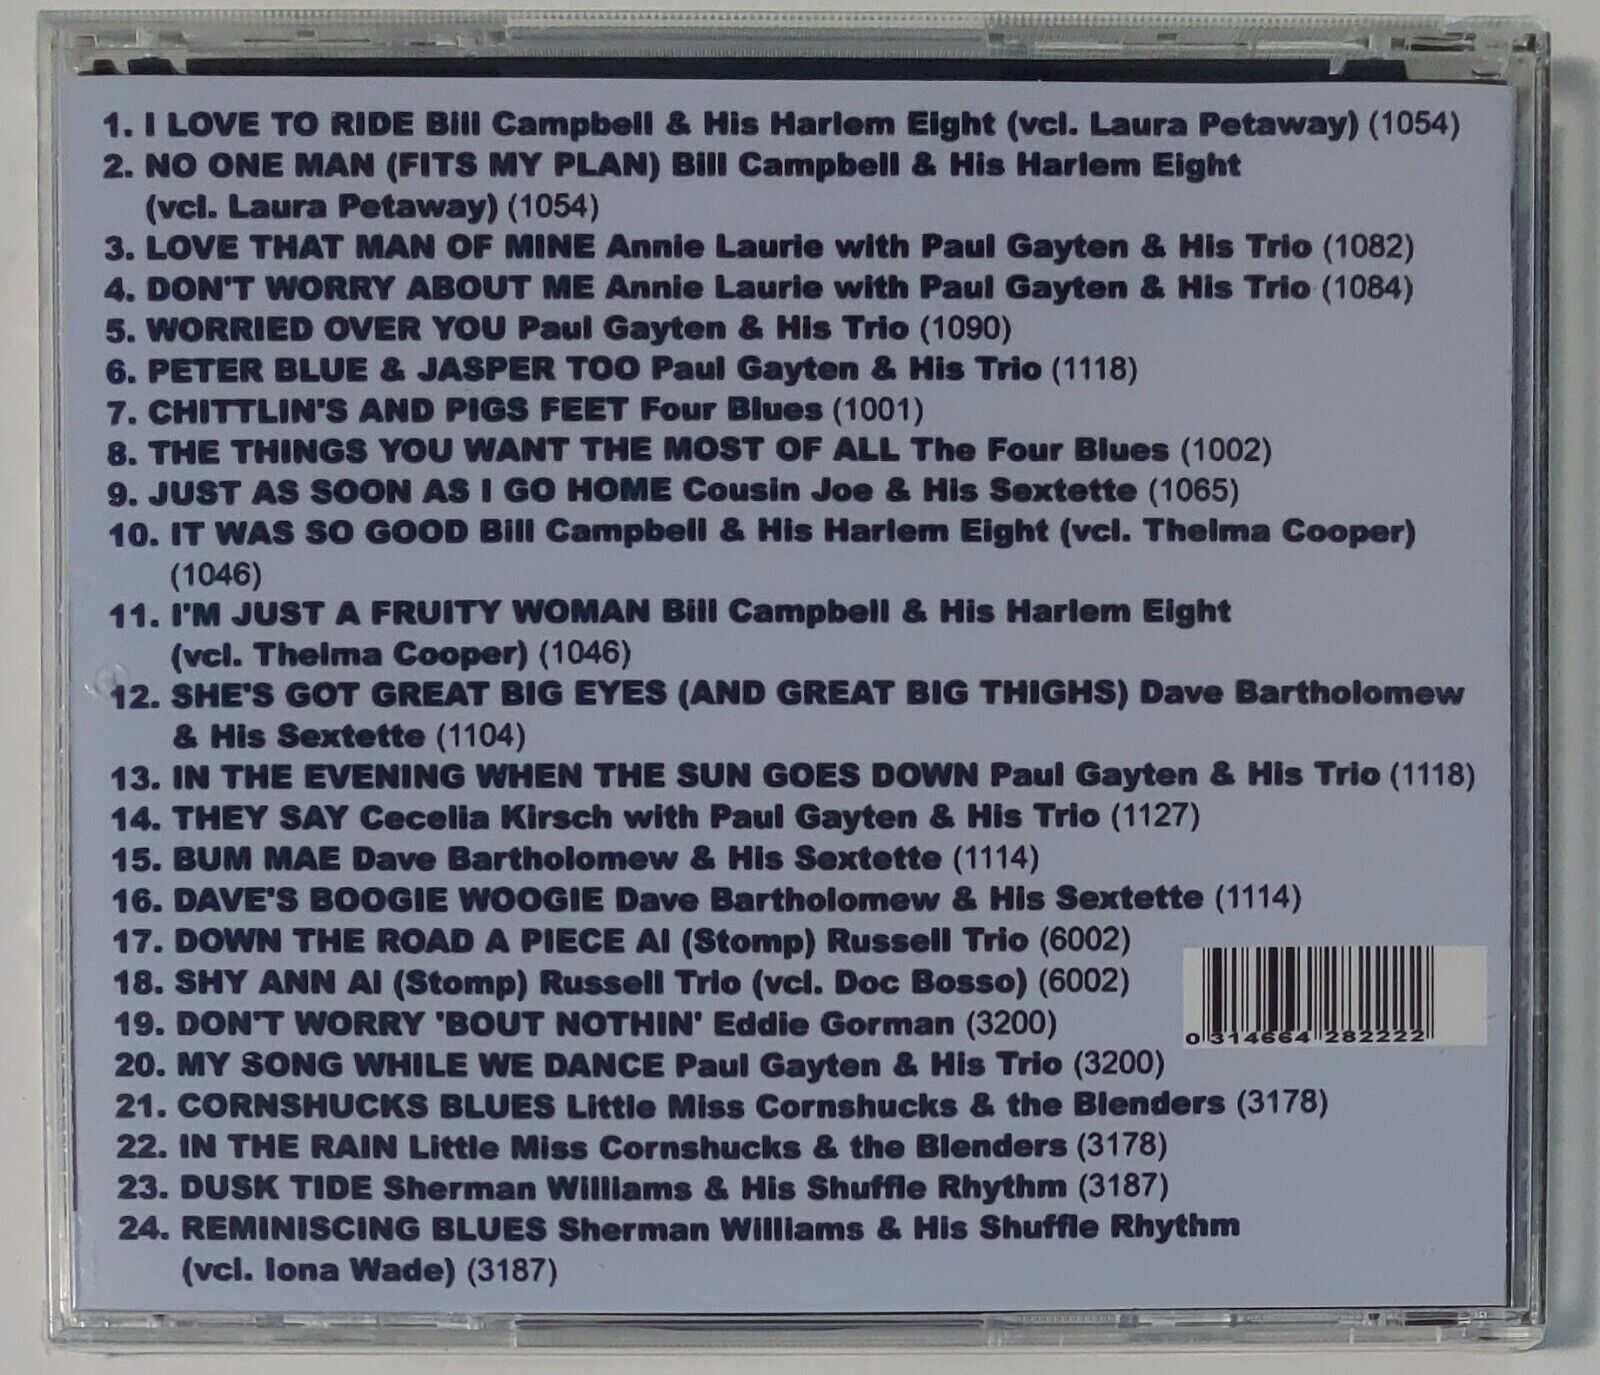 1. I LOVE TO RIDE Bill Campbell & His Harlem Eight (vcl. Laura Petaway) (1054)
2. NO ONE MAN (FITS MY PLAN) Bill Campbell & His Harlem Eight
(vcl. Laura Petaway) (1054)
3. LOVE THAT MAN OF MINE Annie Laurie with Paul Gayten & His Trio (1082)
4. DON'T WORRY ABOUT ME Annie Laurie with Paul Gayten & His Trio (1084)
5. WORRIED OVER YOU Paul Gayten & His Trio (1090)
6. PETER BLUE & JASPER TOO Paul Gayten & His Trio (1118)
7. CHITTLIN'S AND PIGS FEET Four Blues (1001)
8. THE THINGS YOU WANT THE MOST OF ALL The Four Blues (1002)
9. JUST AS SOON AS I GO HOME Cousin Joe & His Sextette (1065)
10. IT WAS SO GOOD Bill Campbell & His Harlem Eight (vcl. Thelma Cooper)
(1046)
11. I'M JUST A FRUITY WOMAN Bill Campbell & His Harlem Eight
(vcl. Thelma Cooper) (1046)
12. SHE'S GOT GREAT BIG EYES (AND GREAT BIG THIGHS) Dave Bartholomew
& His Sextette (1104)
13. IN THE EVENING WHEN THE SUN GOES DOWN Paul Gayten & His Trio (1118)
14. THEY SAY Cecelia Kirsch with Paul Gayten & His Trio (1127)
15. BUM MAE Dave Bartholomew & His Sextette (1114)
16. DAVE'S BOOGIE WOOGIE Dave Bartholomew & His Sextette (1114)
17. DOWN THE ROAD A PIECE Al (Stomp) Russell Trio (6002)
18. SHY ANN Al (Stomp) Russell Trio (vcl. Doc Bosso) (6002)
19. DON'T WORRY 'BOUT NOTHIN' Eddie Gorman (3200)
20. MY SONG WHILE WE DANCE Paul Gayten & His Trio (3200)
21. CORNSHUCKS BLUES Little Miss Cornshucks & the Blenders (3178)
22. IN THE RAIN Little Miss Cornshucks & the Blenders (3178)
23. DUSK TIDE Sherman Williams & His Shuffle Rhythm (3187)
24. REMINISCING BLUES Sherman Williams & His Shuffle Rhythm
(vcl. Iona Wade) (3187)
0 314664 282222